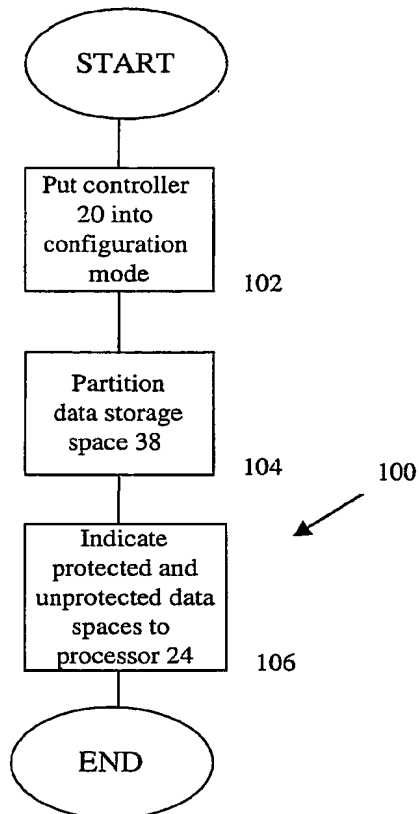 START
Put controller
20 into
configuration
mode
102
Partition
data storage
space 38
104
100
Indicate
protected and
unprotected data
spaces to
processor 24
106
END